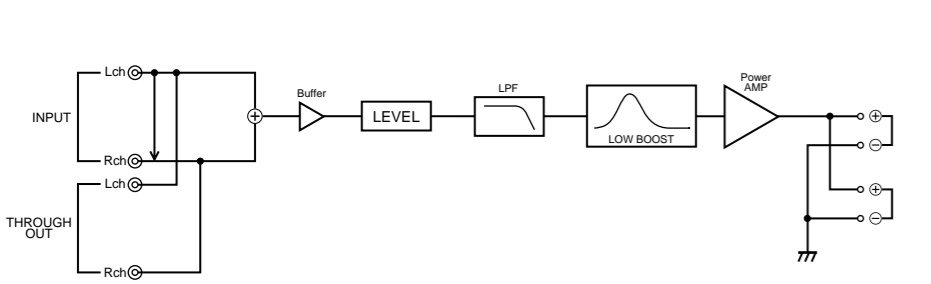 Lch
INPUT
Rch
Lch
THROUGH
OUT
Rch
+
Buffer
LEVEL
LPF
LOW BOOST
Power
AMP
+
−
+
−